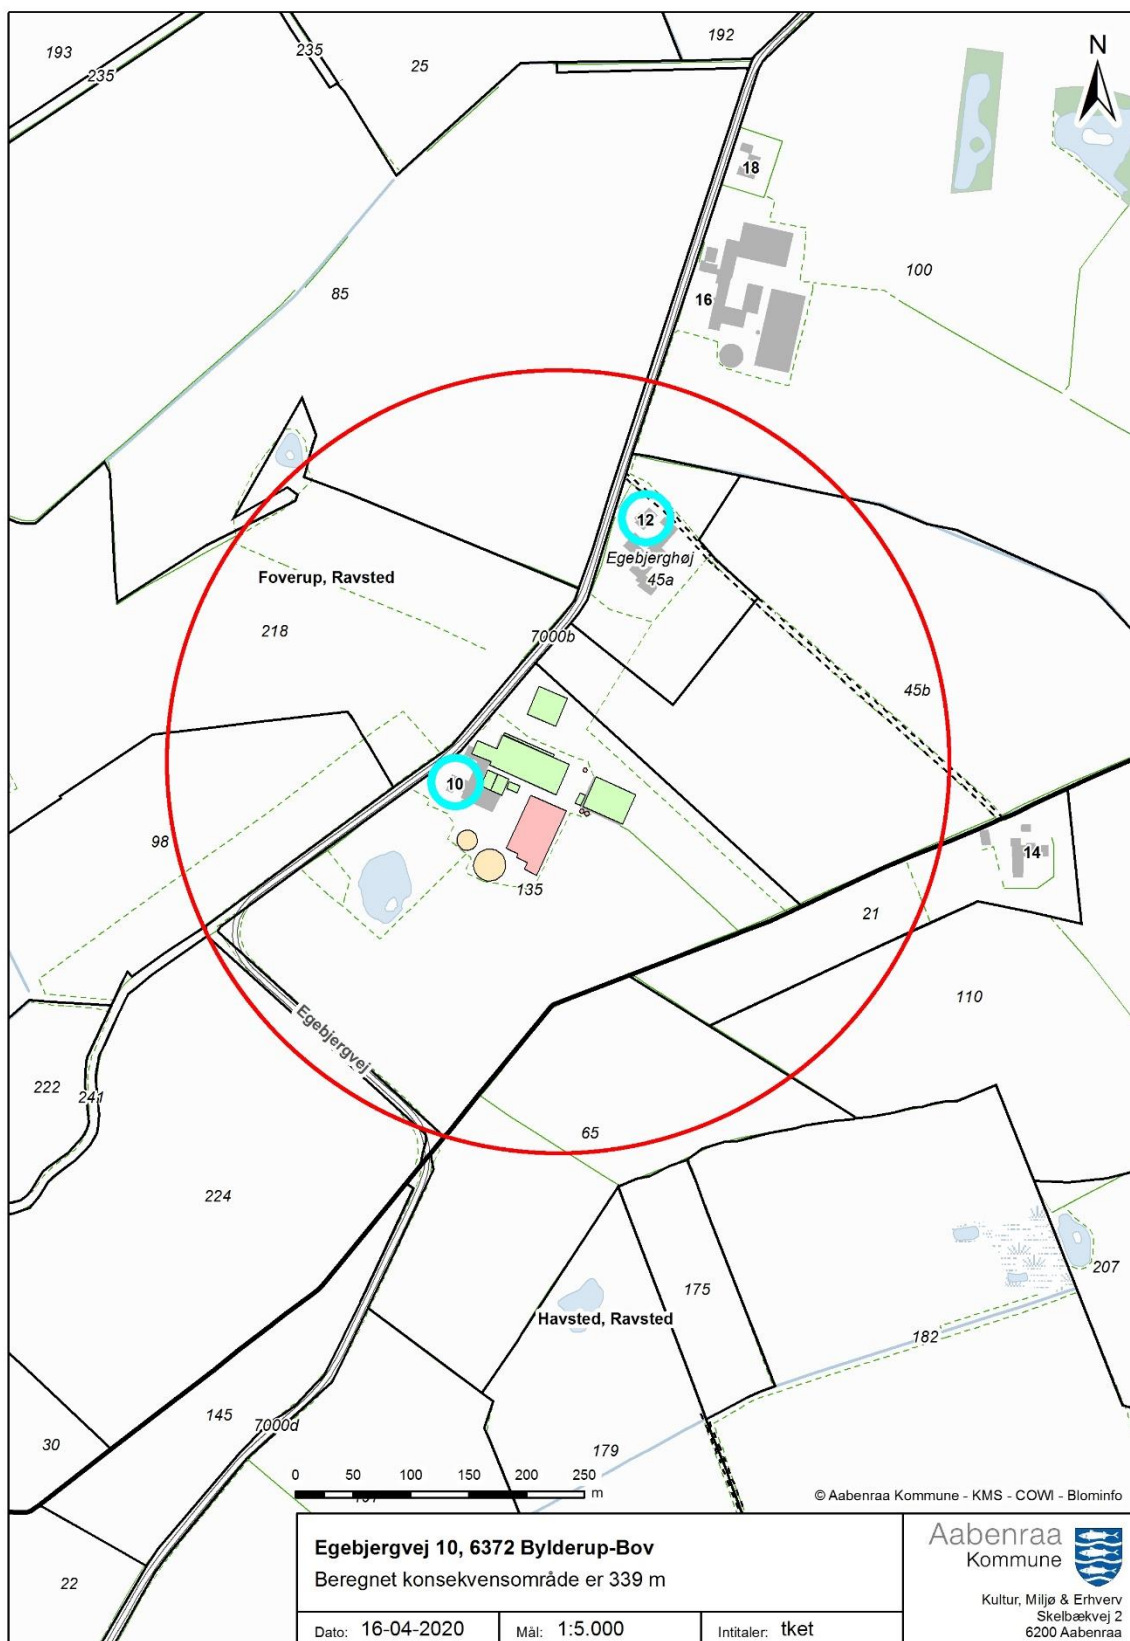 193
235
235
25
192
N
18
100
16
85
12
Egebjerghøj
45a
Foverup, Ravsted
218
7000b
45b
10
98
14
135
21
110
Egebjergvej
222
241
65
224
207
175
Havsted, Ravsted
182
145
7000d
30
179
0 50 100 150 200 250
m
22
© Aabenraa Kommune - KMS - COWI - Blominfo
Egebjergvej 10, 6372 Bylderup-Bov
Beregnet konsekvensområde er 339 m
Dato: 16-04-2020
Mål: 1:5.000
Intitaler: tket
Aabenraa
Kommune
Kultur, Miljø & Erhverv
Skelbækvej 2
6200 Aabenraa